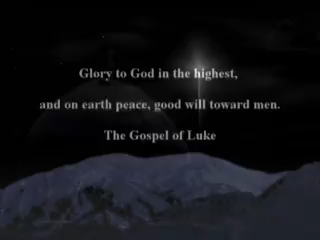 Glory to God in the highest,
and on earth peace, good will toward men.
The Gospel of Luke